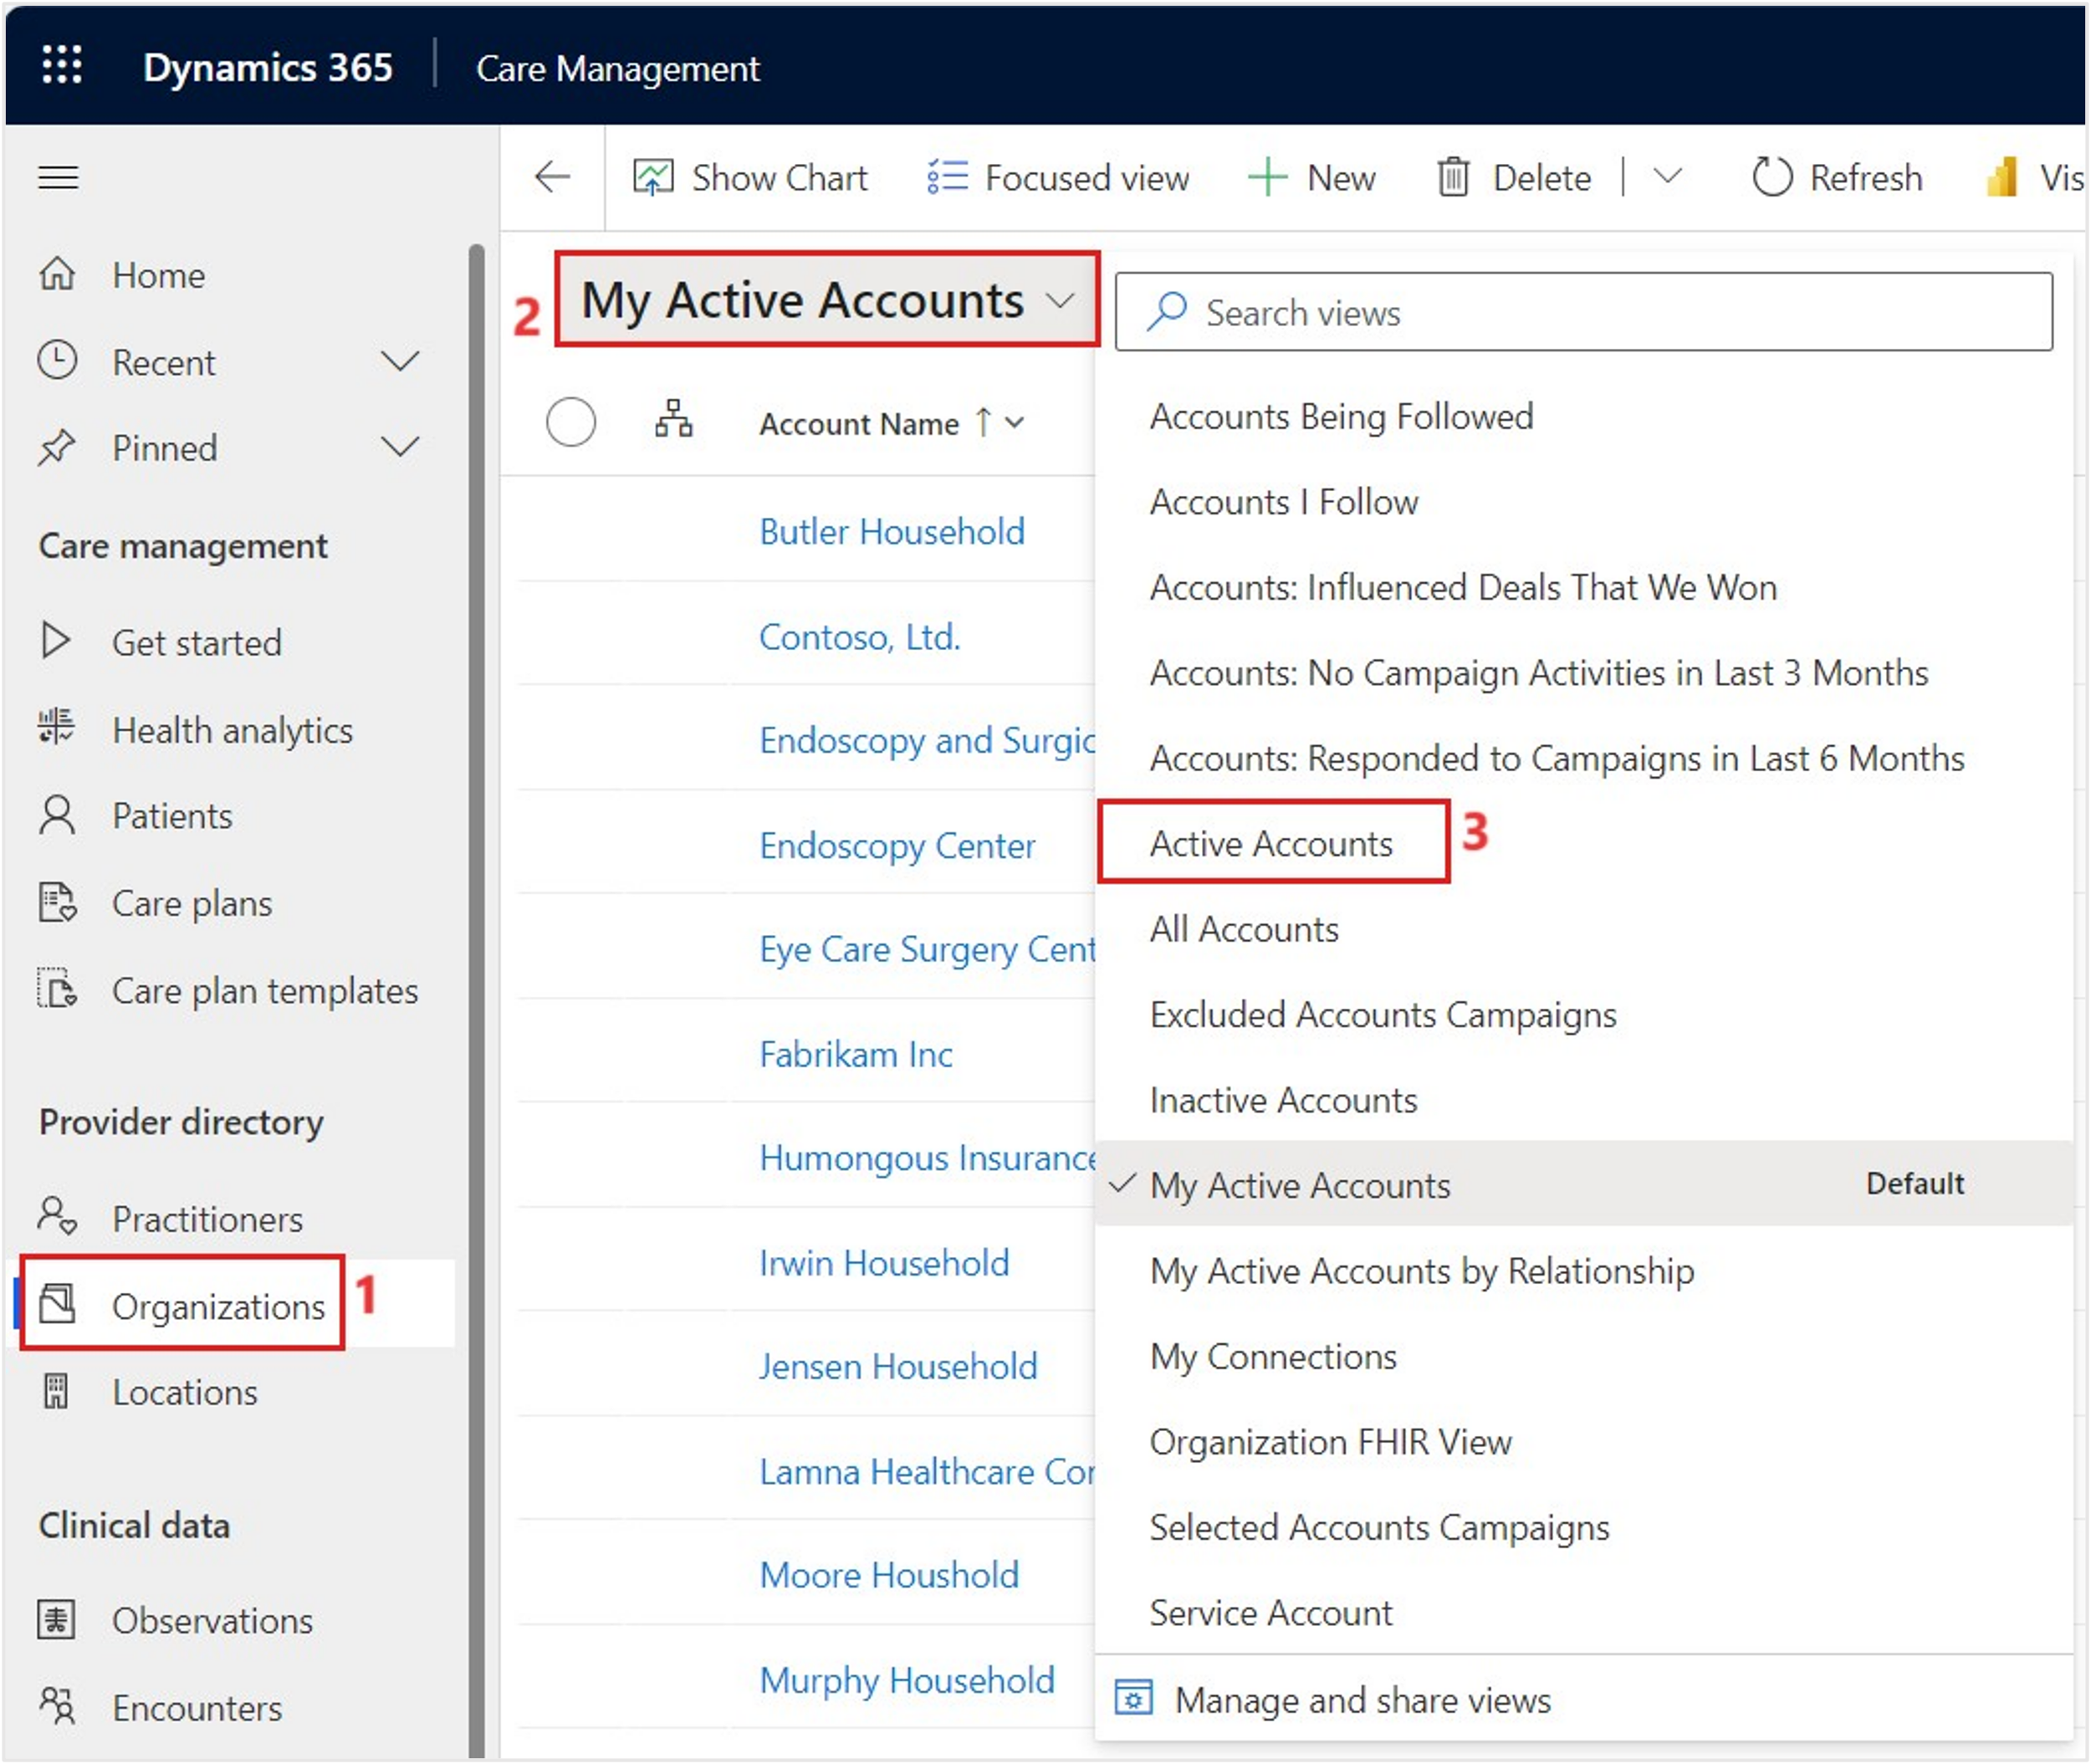 Dynamics 365 Care Management
Show Chart Focused view New Delete Refresh Vis
Home
Recent
Pinned
Care management
Get started
Health analytics
Patients
Care plans
Care plan templates
Provider directory
Practitioners
Organizations 1
Locations
Clinical data
Observations
Encounters
2 My Active Accounts
Account Name
Butler Household
Contoso, Ltd.
Endoscopy and Surgic
Endoscopy Center
Eye Care Surgery Cent
Fabrikam Inc
Humongous Insurance
Irwin Household
Jensen Household
Lamna Healthcare Cor
Moore Houshold
Murphy Household
Search views
Accounts Being Followed
Accounts I Follow
Accounts: Influenced Deals That We Won
Accounts: No Campaign Activities in Last 3 Months
Accounts: Responded to Campaigns in Last 6 Months
Active Accounts 3
All Accounts
Excluded Accounts Campaigns
Inactive Accounts
My Active Accounts Default
My Active Accounts by Relationship
My Connections
Organization FHIR View
Selected Accounts Campaigns
Service Account
Manage and share views